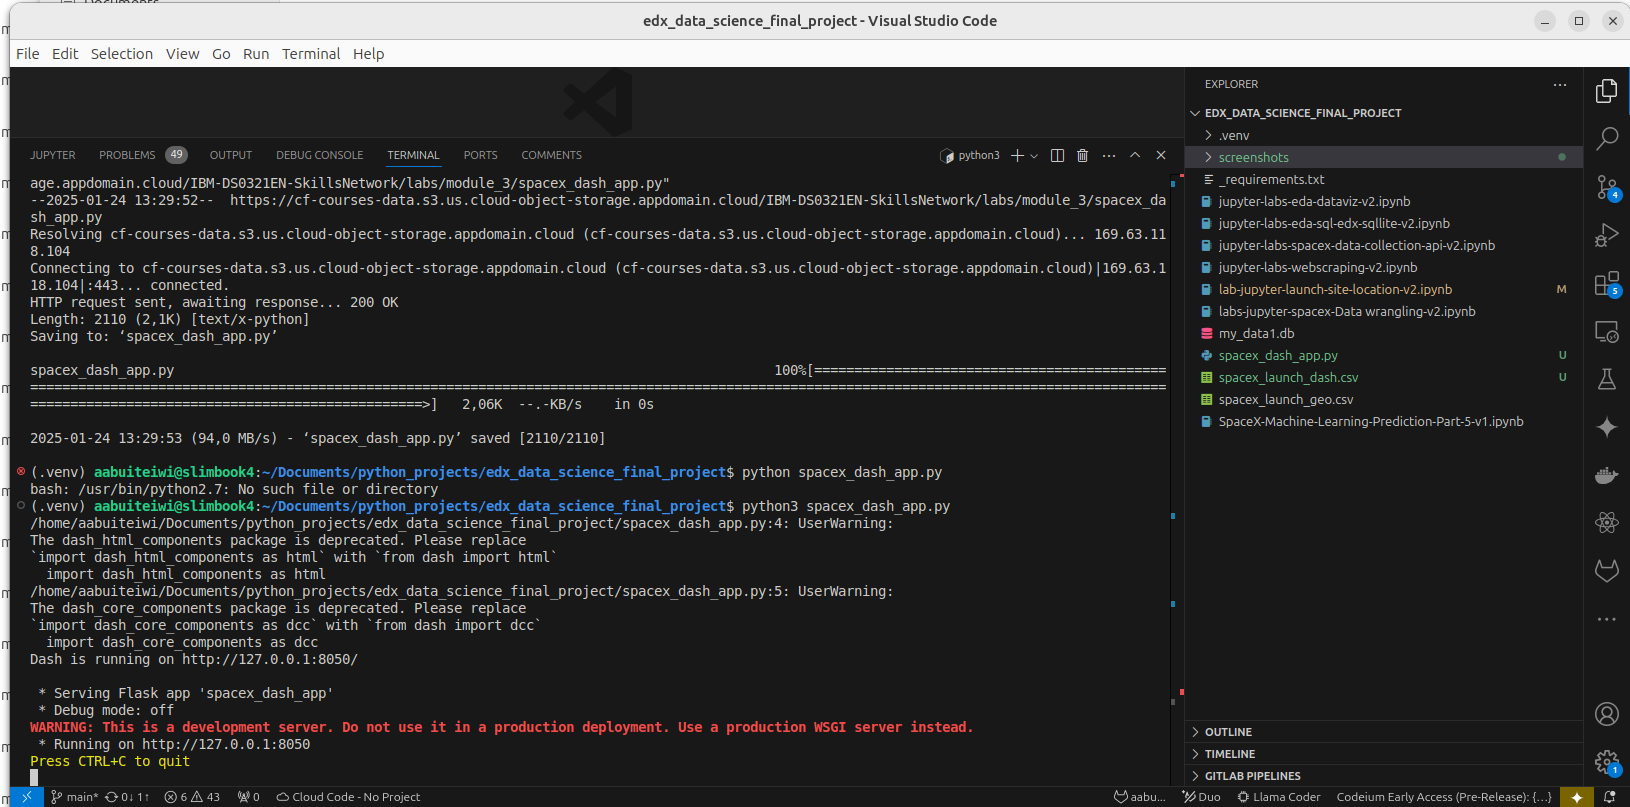 Documents
edx_data_science_final_project - Visual Studio Code
File Edit Selection View Go Run Terminal Help
JUPYTER PROBLEMS 49 OUTPUT DEBUG CONSOLE TERMINAL PORTS COMMENTS
python3
age.appdomain.cloud/IBM-DS0321EN-SkillsNetwork/labs/module_3/spacex_dash_app.py"
--2025-01-24 13:29:52--  https://cf-courses-data.s3.us.cloud-object-storage.appdomain.cloud/IBM-DS0321EN-SkillsNetwork/labs/module_3/spacex_da
sh_app.py
Resolving cf-courses-data.s3.us.cloud-object-storage.appdomain.cloud (cf-courses-data.s3.us.cloud-object-storage.appdomain.cloud)... 169.63.11
8.104
Connecting to cf-courses-data.s3.us.cloud-object-storage.appdomain.cloud (cf-courses-data.s3.us.cloud-object-storage.appdomain.cloud)|169.63.1
18.104|:443... connected.
HTTP request sent, awaiting response... 200 OK
Length: 2110 (2,1K) [text/x-python]
Saving to: ‘spacex_dash_app.py’
spacex_dash_app.py 100%[============================================
==============================================================================================================================================
=================================================>] 2,06K --.-KB/s in 0s
2025-01-24 13:29:53 (94,0 MB/s) - ‘spacex_dash_app.py’ saved [2110/2110]
(.venv) aabuiteiwi@slimbook4:~/Documents/python_projects/edx_data_science_final_project$ python spacex_dash_app.py
bash: /usr/bin/python2.7: No such file or directory
(.venv) aabuiteiwi@slimbook4:~/Documents/python_projects/edx_data_science_final_project$ python3 spacex_dash_app.py
/home/aabuiteiwi/Documents/python_projects/edx_data_science_final_project/spacex_dash_app.py:4: UserWarning:
The dash_html_components package is deprecated. Please replace
`import dash_html_components as html` with `from dash import html`
  import dash_html_components as html
/home/aabuiteiwi/Documents/python_projects/edx_data_science_final_project/spacex_dash_app.py:5: UserWarning:
The dash_core_components package is deprecated. Please replace
`import dash_core_components as dcc` with `from dash import dcc`
  import dash_core_components as dcc
Dash is running on http://127.0.0.1:8050/
 * Serving Flask app 'spacex_dash_app'
 * Debug mode: off
WARNING: This is a development server. Do not use it in a production deployment. Use a production WSGI server instead.
 * Running on http://127.0.0.1:8050
Press CTRL+C to quit
EXPLORER
EDX_DATA_SCIENCE_FINAL_PROJECT
.venv
screenshots
_requirements.txt
jupyter-labs-eda-dataviz-v2.ipynb
jupyter-labs-eda-sql-edx-sqllite-v2.ipynb
jupyter-labs-spacex-data-collection-api-v2.ipynb
jupyter-labs-webscraping-v2.ipynb
lab-jupyter-launch-site-location-v2.ipynb M
labs-jupyter-spacex-Data wrangling-v2.ipynb
my_data1.db
spacex_dash_app.py U
spacex_launch_dash.csv U
spacex_launch_geo.csv
SpaceX-Machine-Learning-Prediction-Part-5-v1.ipynb
OUTLINE
TIMELINE
GITLAB PIPELINES
4
5
1
main* 0↓ 1↑ 6 43 0 Cloud Code - No Project aabu... Duo Llama Coder Codeium Early Access (Pre-Release): {...}